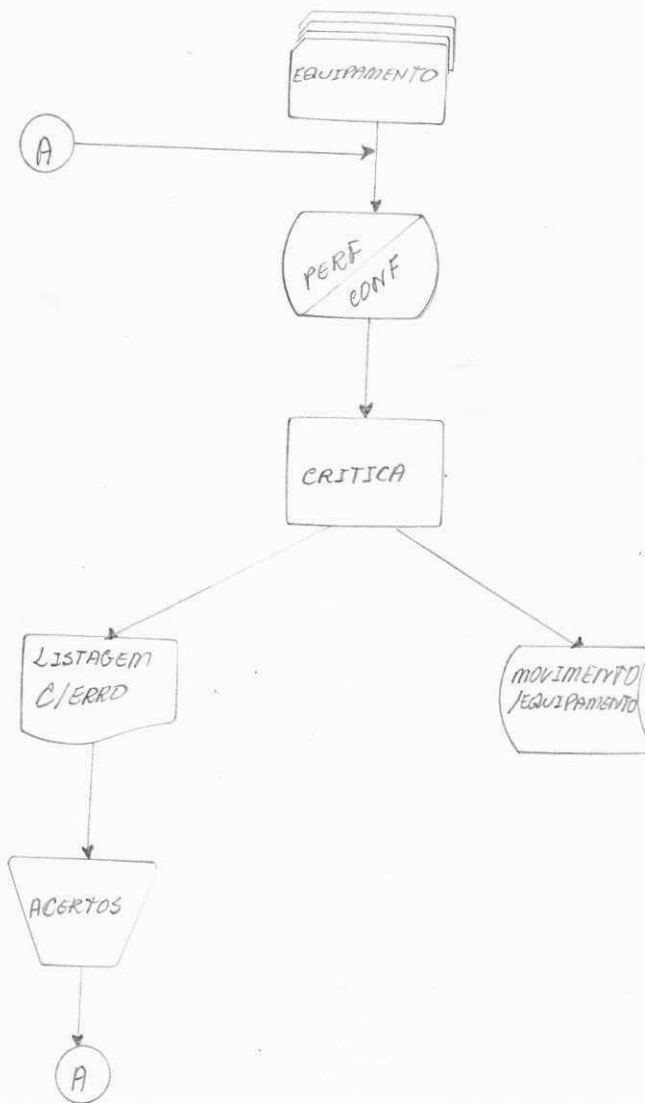 EQUIPAMENTO
A
PERF
CONF
CRITICA
LISTAGEM
C/ERRO
MOVIMENTO
/EQUIPAMENTO
ACERTOS
A